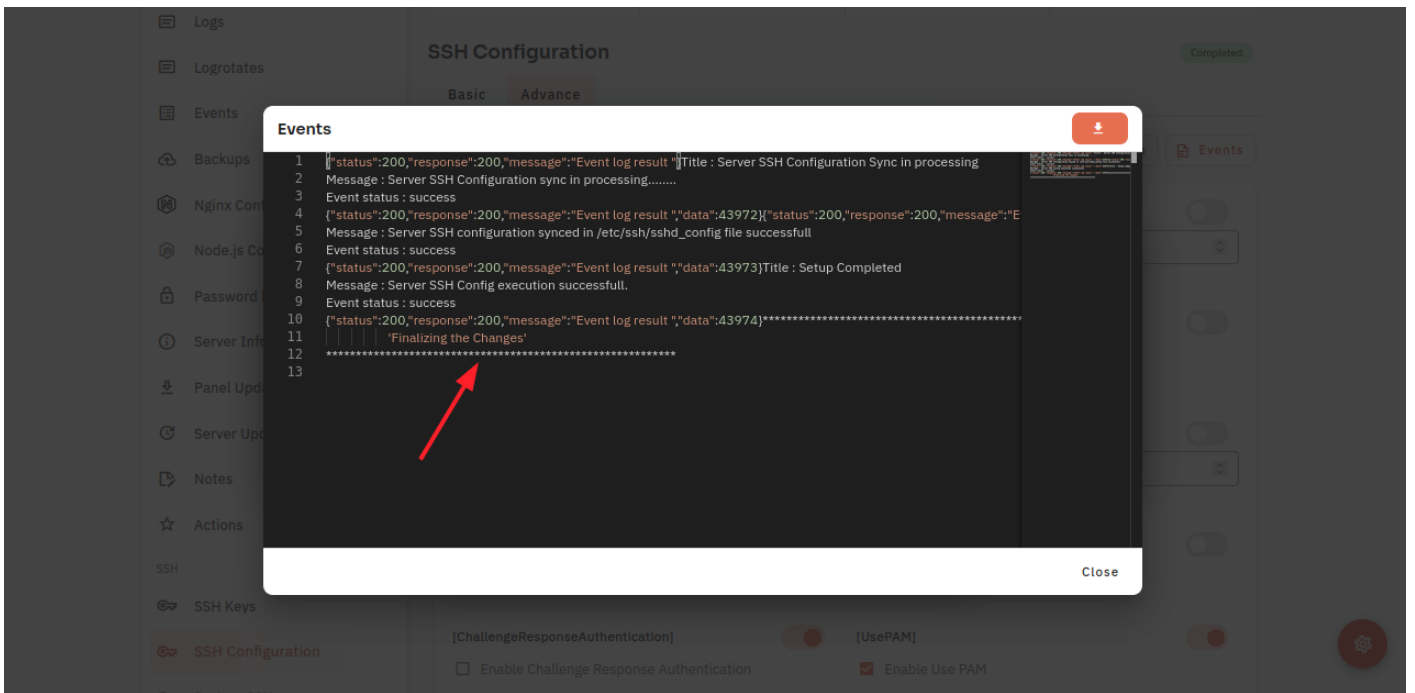 Logs
SSH Configuration
Completed
Logrotates
Basic Advance
Events
Events
Backups
Events
1 {"status":200,"response":200,"message":"Event log result "}Title : Server SSH Configuration Sync in processing
2 Message : Server SSH Configuration sync in processing........
3 Event status : success
4 {"status":200,"response":200,"message":"Event log result ","data":43972}{"status":200,"response":200,"message":"E
5 Message : Server SSH configuration synced in /etc/ssh/sshd_config file successfull
6 Event status : success
7 {"status":200,"response":200,"message":"Event log result ","data":43973}Title : Setup Completed
8 Message : Server SSH Config execution successfull.
9 Event status : success
10 {"status":200,"response":200,"message":"Event log result ","data":43974}********************************************
11 'Finalizing the Changes'
12 ************************************************************
13
Nginx Con
Node.js Co
Password
Server Info
Panel Upd
Server Upd
Notes
Actions
SSH
Close
SSH Keys
SSH Configuration
[ChallengeResponseAuthentication] [UsePAM]
Enable Challenge Response Authentication Enable Use PAM